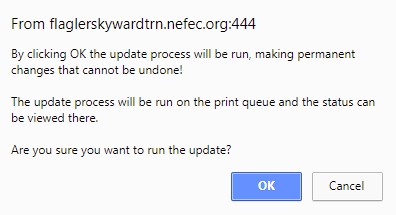 From flaglerskywardtrn.nefec.org:444
By clicking OK the update process will be run, making permanent
changes that cannot be undone!
The update process will be run on the print queue and the status can
be viewed there.
Are you sure you want to run the update?
OK Cancel